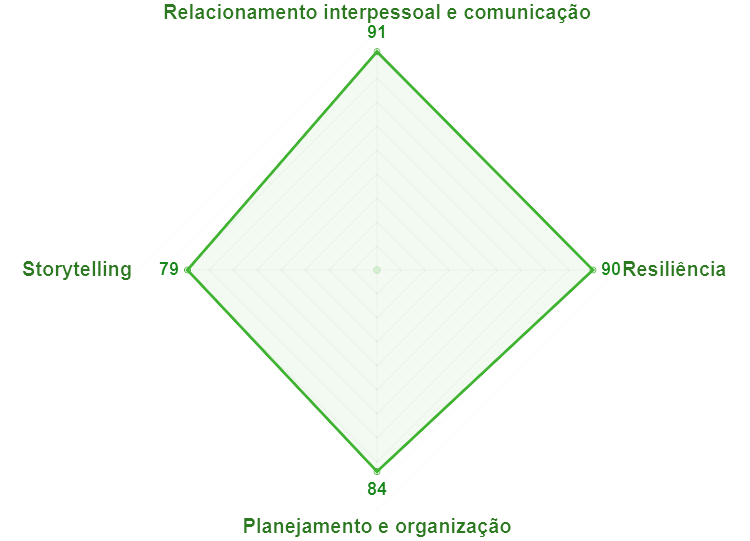 Relacionamento interpessoal e comunicação
91
Storytelling
79
90
Resiliência
84
Planejamento e organização